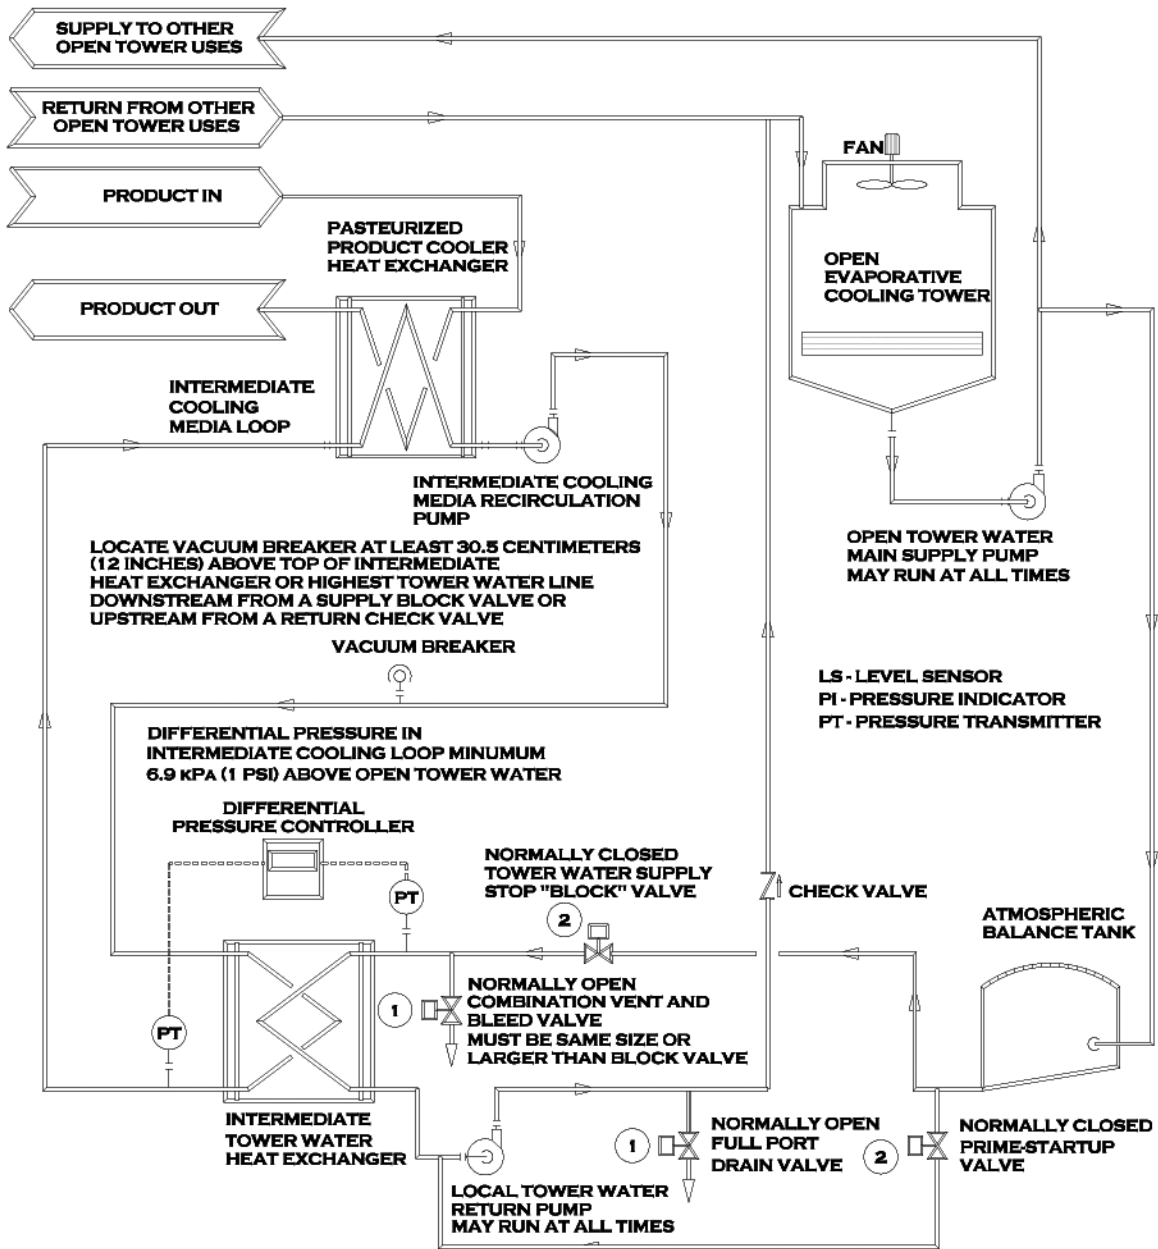 SUPPLY TO OTHER
OPEN TOWER USES
RETURN FROM OTHER
OPEN TOWER USES
PRODUCT IN
PRODUCT OUT
PASTEURIZED
PRODUCT COOLER
HEAT EXCHANGER
FAN
OPEN
EVAPORATIVE
COOLING TOWER
INTERMEDIATE
COOLING
MEDIA LOOP
INTERMEDIATE COOLING
MEDIA RECIRCULATION
PUMP
OPEN TOWER WATER
MAIN SUPPLY PUMP
MAY RUN AT ALL TIMES
LOCATE VACUUM BREAKER AT LEAST 30.5 CENTIMETERS
(12 INCHES) ABOVE TOP OF INTERMEDIATE
HEAT EXCHANGER OR HIGHEST TOWER WATER LINE
DOWNSTREAM FROM A SUPPLY BLOCK VALVE OR
UPSTREAM FROM A RETURN CHECK VALVE
VACUUM BREAKER
LS - LEVEL SENSOR
PI - PRESSURE INDICATOR
PT - PRESSURE TRANSMITTER
DIFFERENTIAL PRESSURE IN
INTERMEDIATE COOLING LOOP MINUMUM
6.9 KPA (1 PSI) ABOVE OPEN TOWER WATER
DIFFERENTIAL
PRESSURE CONTROLLER
PT
NORMALLY CLOSED
TOWER WATER SUPPLY
STOP "BLOCK" VALVE
2
CHECK VALVE
ATMOSPHERIC
BALANCE TANK
PT
1
NORMALLY OPEN
COMBINATION VENT AND
BLEED VALVE
MUST BE SAME SIZE OR
LARGER THAN BLOCK VALVE
INTERMEDIATE
TOWER WATER
HEAT EXCHANGER
LOCAL TOWER WATER
RETURN PUMP
MAY RUN AT ALL TIMES
1
NORMALLY OPEN
FULL PORT
DRAIN VALVE
2
NORMALLY CLOSED
PRIME-STARTUP
VALVE